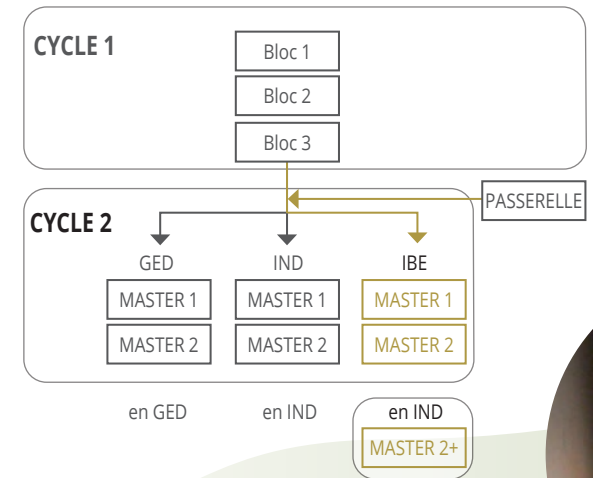 CYCLE 1
Bloc 1
Bloc 2
Bloc 3
PASSERELLE
CYCLE 2
GED IND IBE
MASTER 1 MASTER 1 MASTER 1
MASTER 2 MASTER 2 MASTER 2
en GED en IND en IND
MASTER 2+